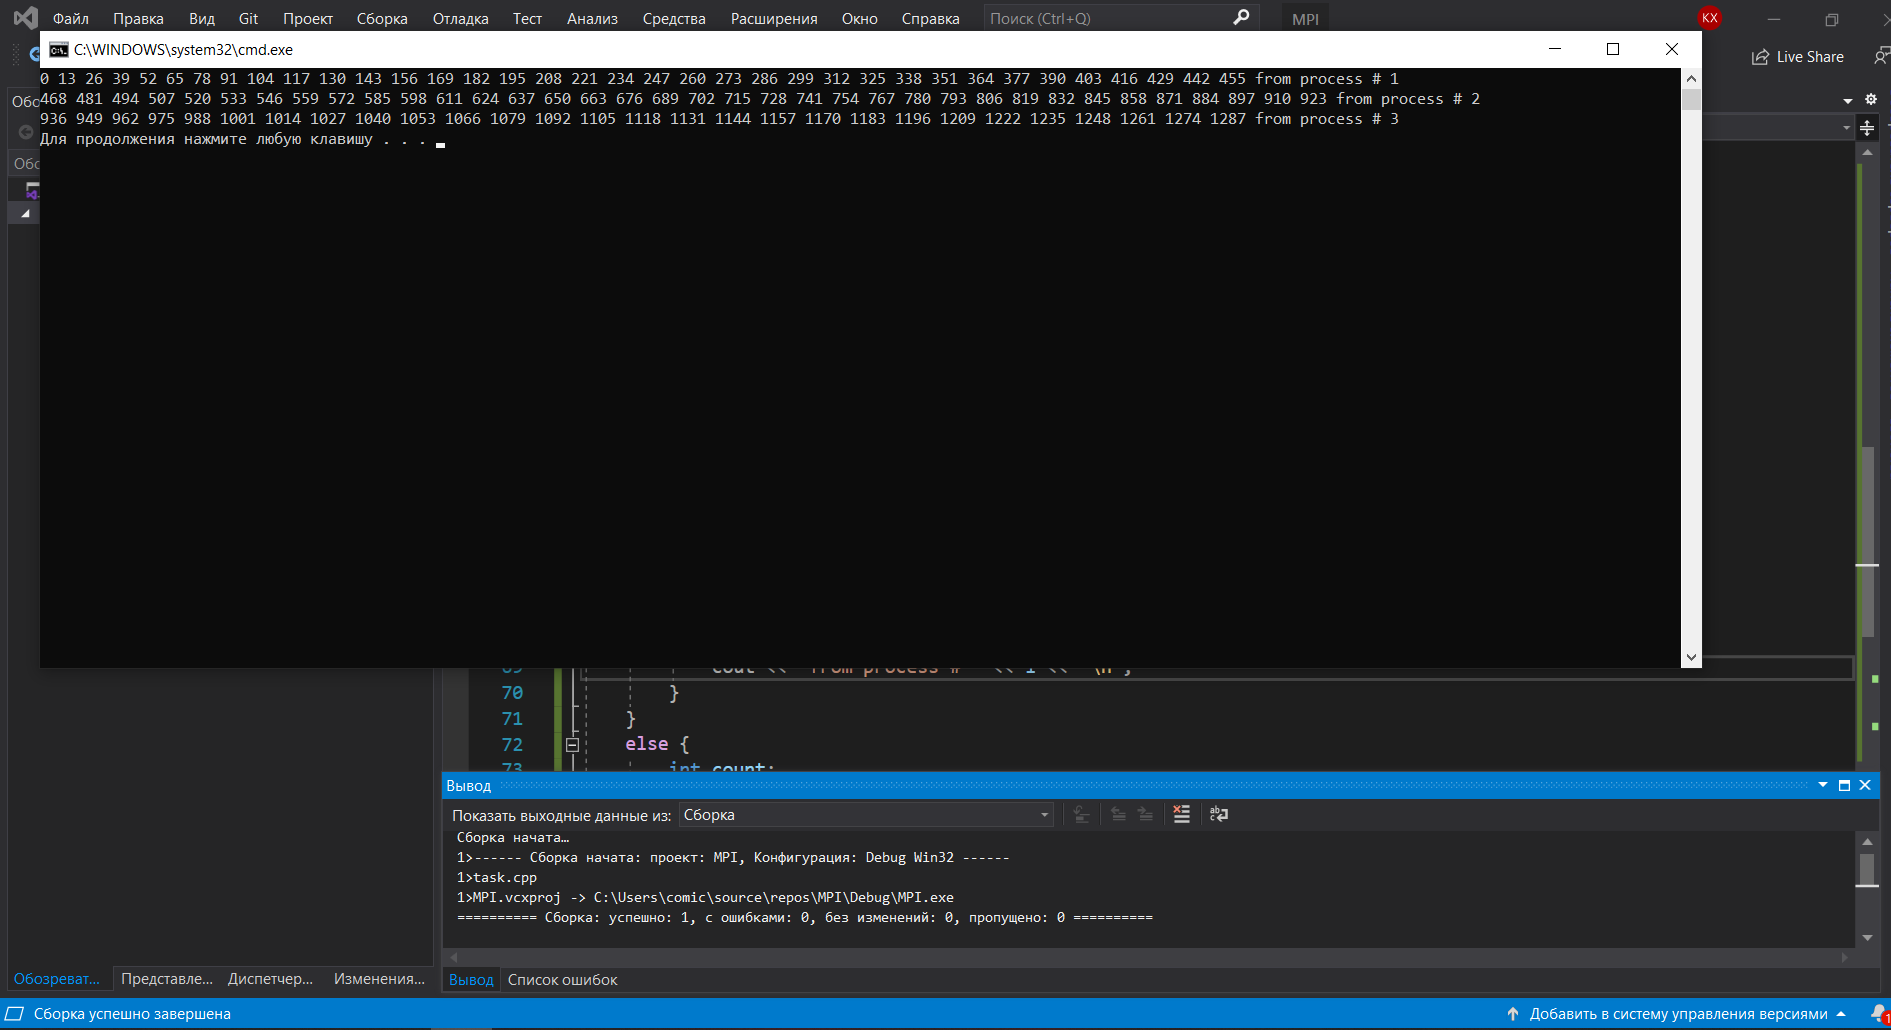 Файл Правка Вид Git Проект Сборка Отладка Тест Анализ Средства Расширения Окно Справка Поиск (Ctrl+Q) MPI KX
Live Share
C:\WINDOWS\system32\cmd.exe
0 13 26 39 52 65 78 91 104 117 130 143 156 169 182 195 208 221 234 247 260 273 286 299 312 325 338 351 364 377 390 403 416 429 442 455 from process # 1
468 481 494 507 520 533 546 559 572 585 598 611 624 637 650 663 676 689 702 715 728 741 754 767 780 793 806 819 832 845 858 871 884 897 910 923 from process # 2
936 949 962 975 988 1001 1014 1027 1040 1053 1066 1079 1092 1105 1118 1131 1144 1157 1170 1183 1196 1209 1222 1235 1248 1261 1274 1287 from process # 3
Для продолжения нажмите любую клавишу . . .
Обо
Обо
69 cout << "from process # " << i << "\n";
70 }
71 }
72 else {
73 int count;
Вывод
Показать выходные данные из: Сборка
Сборка начата…
1>------ Сборка начата: проект: MPI, Конфигурация: Debug Win32 ------
1>task.cpp
1>MPI.vcxproj -> C:\Users\comic\source\repos\MPI\Debug\MPI.exe
========== Сборка: успешно: 1, с ошибками: 0, без изменений: 0, пропущено: 0 ==========
Обозреват... Представле... Диспетчер... Изменения...
Вывод Список ошибок
Сборка успешно завершена
Добавить в систему управления версиями 1